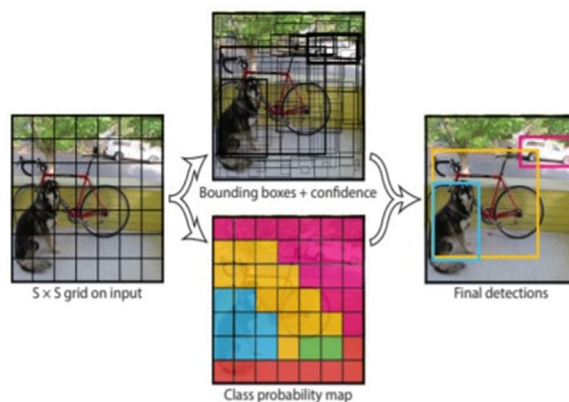 Bounding boxes + confidence
S × S grid on input
Final detections
Class probability map